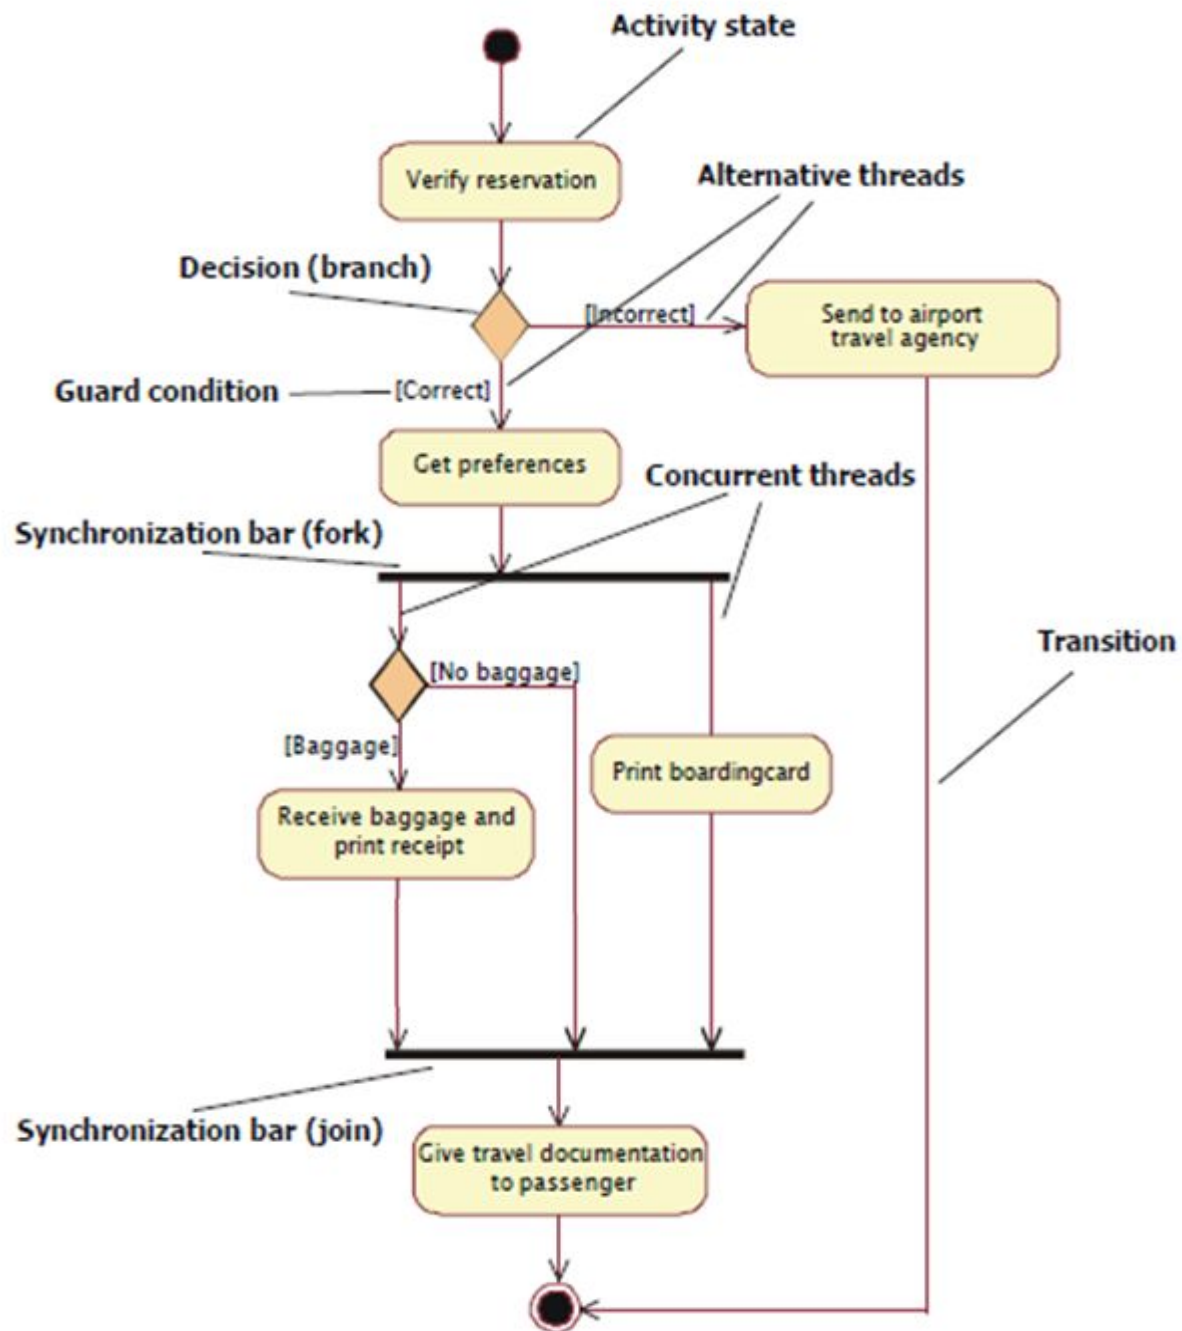 Activity state
Verify reservation
Alternative threads
Decision (branch)
[Incorrect]
Send to airport
travel agency
Guard condition
[Correct]
Get preferences
Concurrent threads
Synchronization bar (fork)
Transition
[No baggage]
[Baggage]
Print boardingcard
Receive baggage and
print receipt
Synchronization bar (join)
Give travel documentation
to passenger